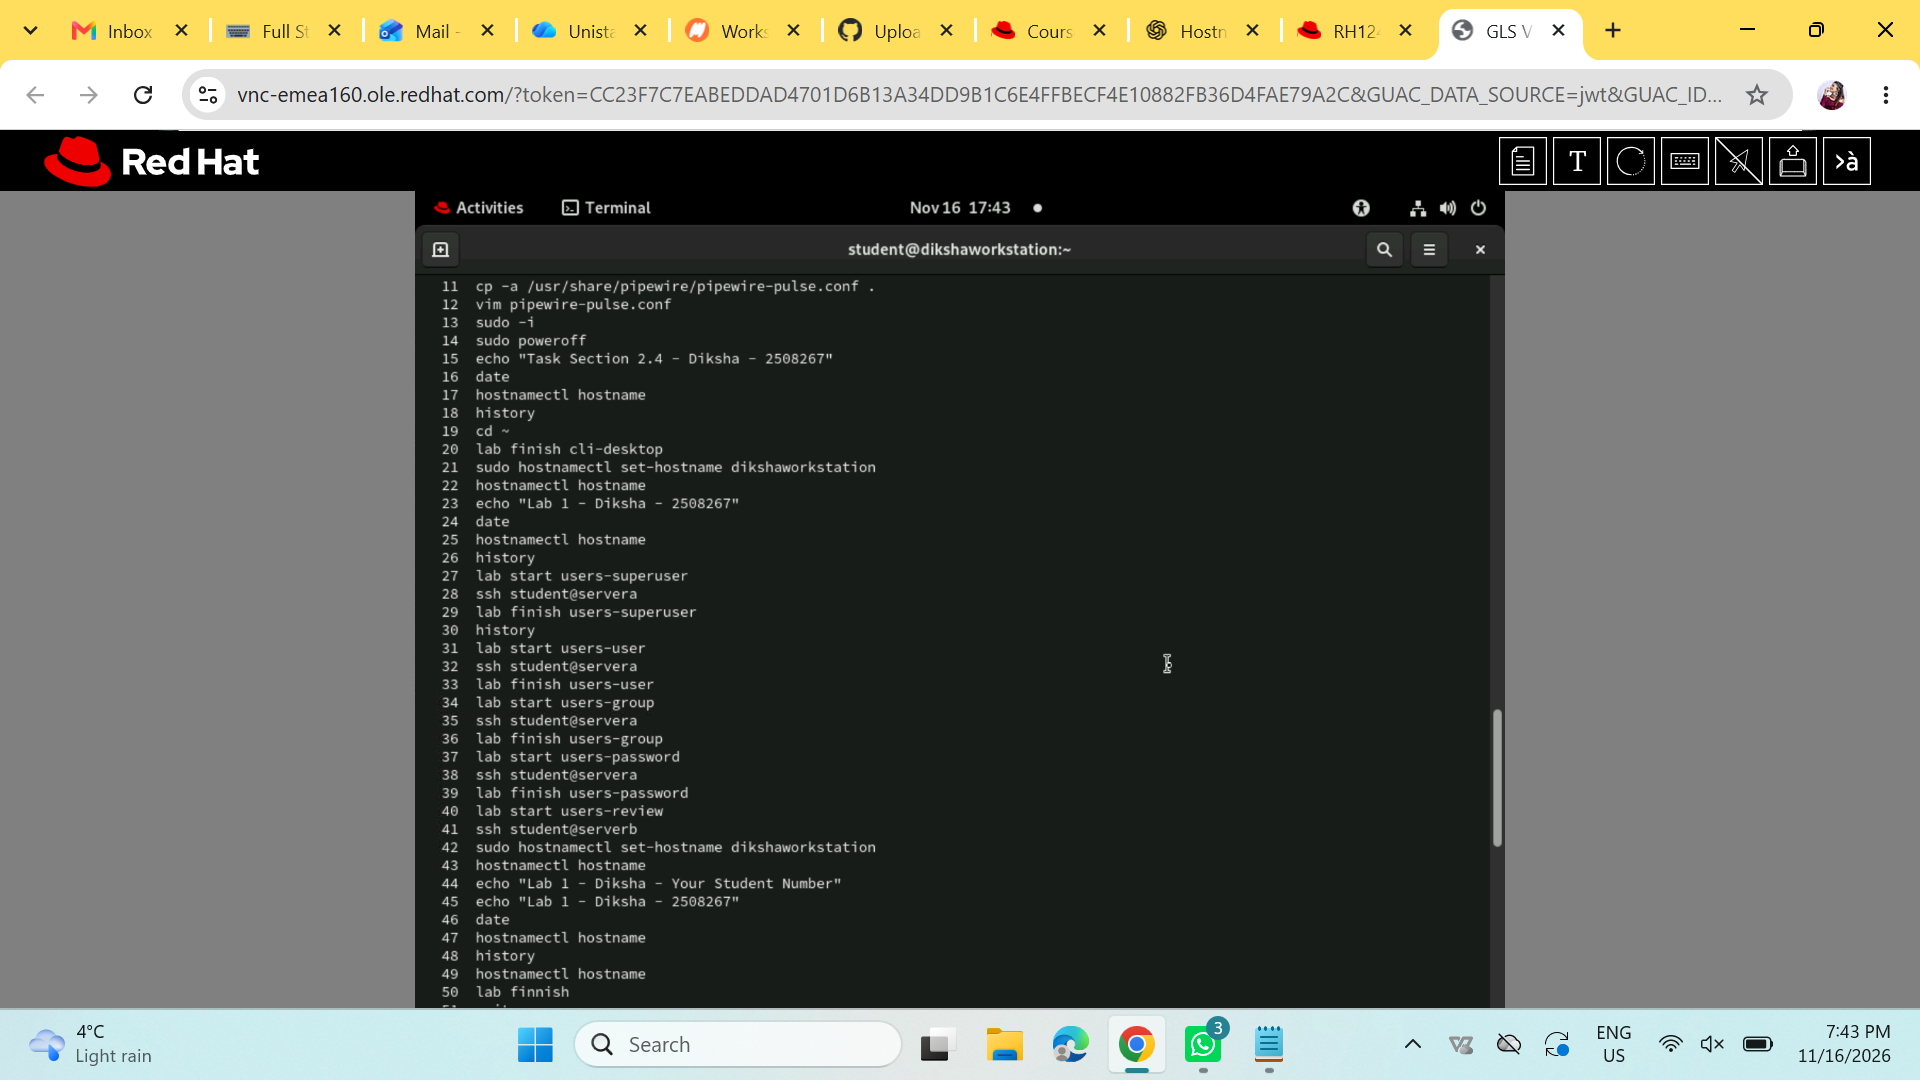 Inbox
Full St
Mail -
Unista
Works
Uploa
Cours
Hostn
RH124
GLS V
vnc-emea160.ole.redhat.com/?token=CC23F7C7EABEDDAD4701D6B13A34DD9B1C6E4FFBECF4E10882FB36D4FAE79A2C&GUAC_DATA_SOURCE=jwt&GUAC_ID...
Red Hat
T
>à
Activities
Terminal
Nov 16 17:43
student@dikshaworkstation:~
11 cp -a /usr/share/pipewire/pipewire-pulse.conf .
12 vim pipewire-pulse.conf
13 sudo -i
14 sudo poweroff
15 echo "Task Section 2.4 - Diksha - 2508267"
16 date
17 hostnamectl hostname
18 history
19 cd ~
20 lab finish cli-desktop
21 sudo hostnamectl set-hostname dikshaworkstation
22 hostnamectl hostname
23 echo "Lab 1 - Diksha - 2508267"
24 date
25 hostnamectl hostname
26 history
27 lab start users-superuser
28 ssh student@servera
29 lab finish users-superuser
30 history
31 lab start users-user
32 ssh student@servera
33 lab finish users-user
34 lab start users-group
35 ssh student@servera
36 lab finish users-group
37 lab start users-password
38 ssh student@servera
39 lab finish users-password
40 lab start users-review
41 ssh student@serverb
42 sudo hostnamectl set-hostname dikshaworkstation
43 hostnamectl hostname
44 echo "Lab 1 - Diksha - Your Student Number"
45 echo "Lab 1 - Diksha - 2508267"
46 date
47 hostnamectl hostname
48 history
49 hostnamectl hostname
50 lab finnish
4°C
Light rain
Search
3
ENG
US
7:43 PM
11/16/2026